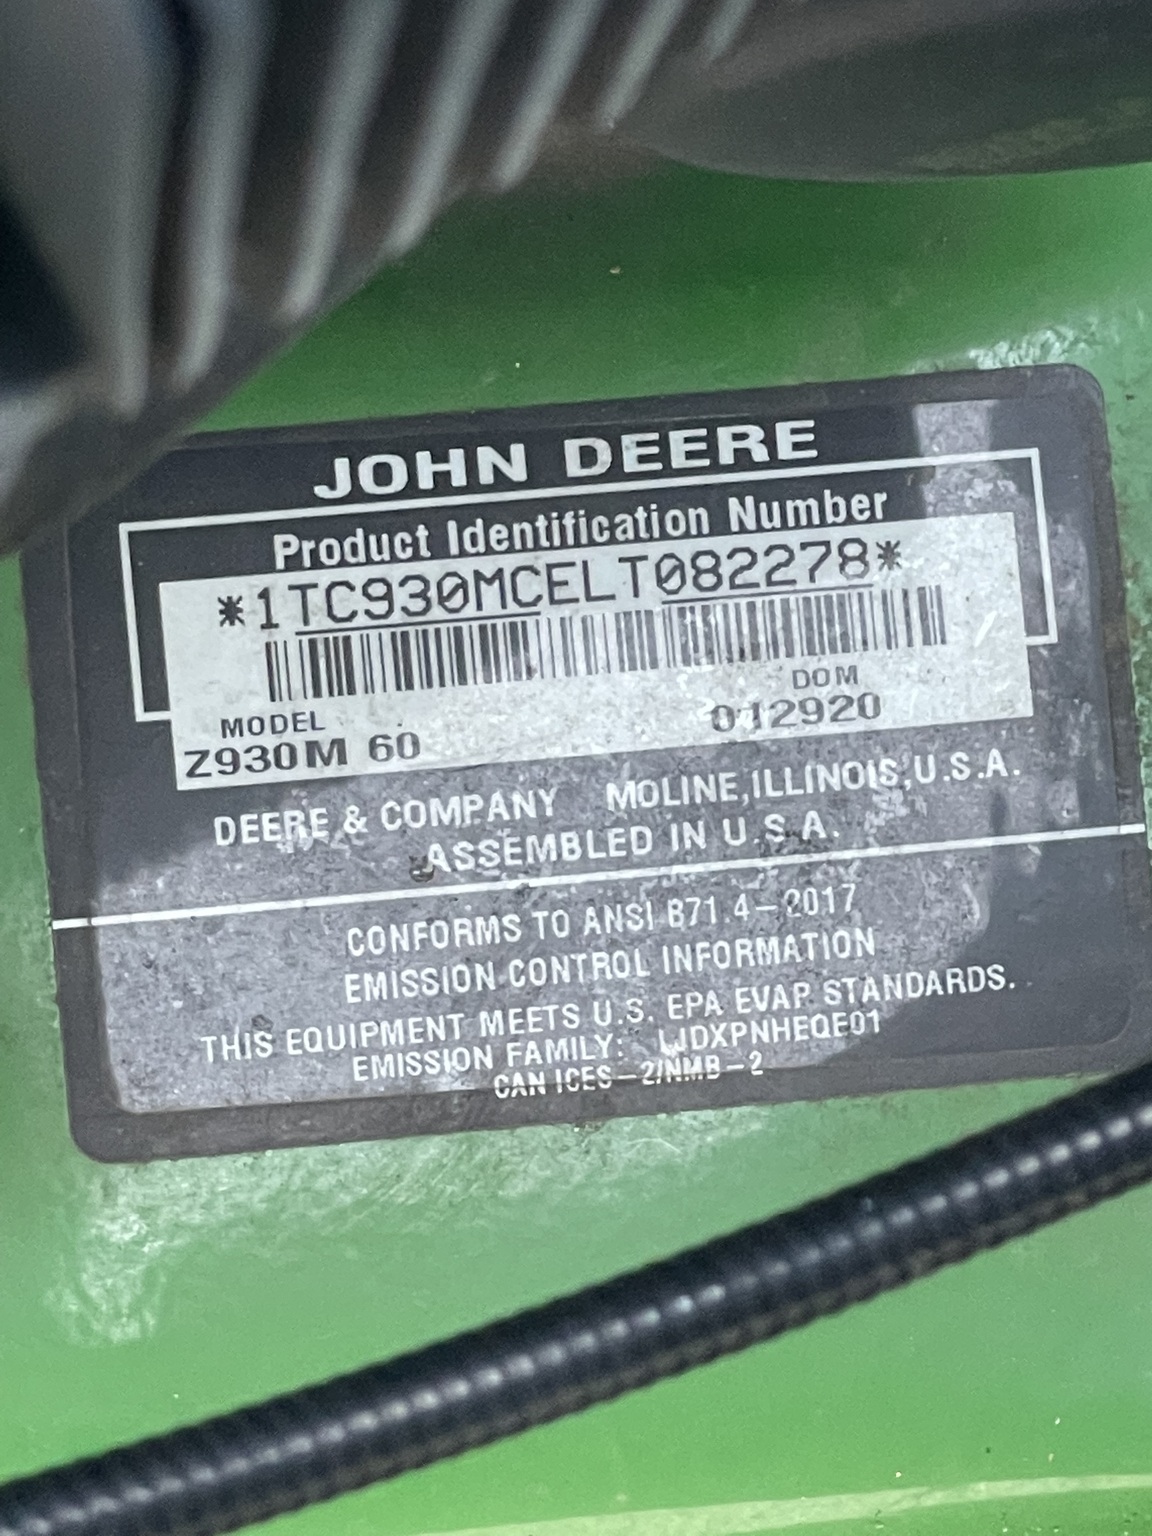 JOHN DEERE
Product Identification Number
*1TC930MCELT082278*
MODEL DOM
Z930M 60 012920
DEERE & COMPANY MOLINE, ILLINOIS, U.S.A.
ASSEMBLED IN U.S.A.
CONFORMS TO ANSI B71.4-2017
EMISSION CONTROL INFORMATION
THIS EQUIPMENT MEETS U.S. EPA EVAP STANDARDS.
EMISSION FAMILY: LJDXPNHEQE01
CAN ICES-2/NMB-2